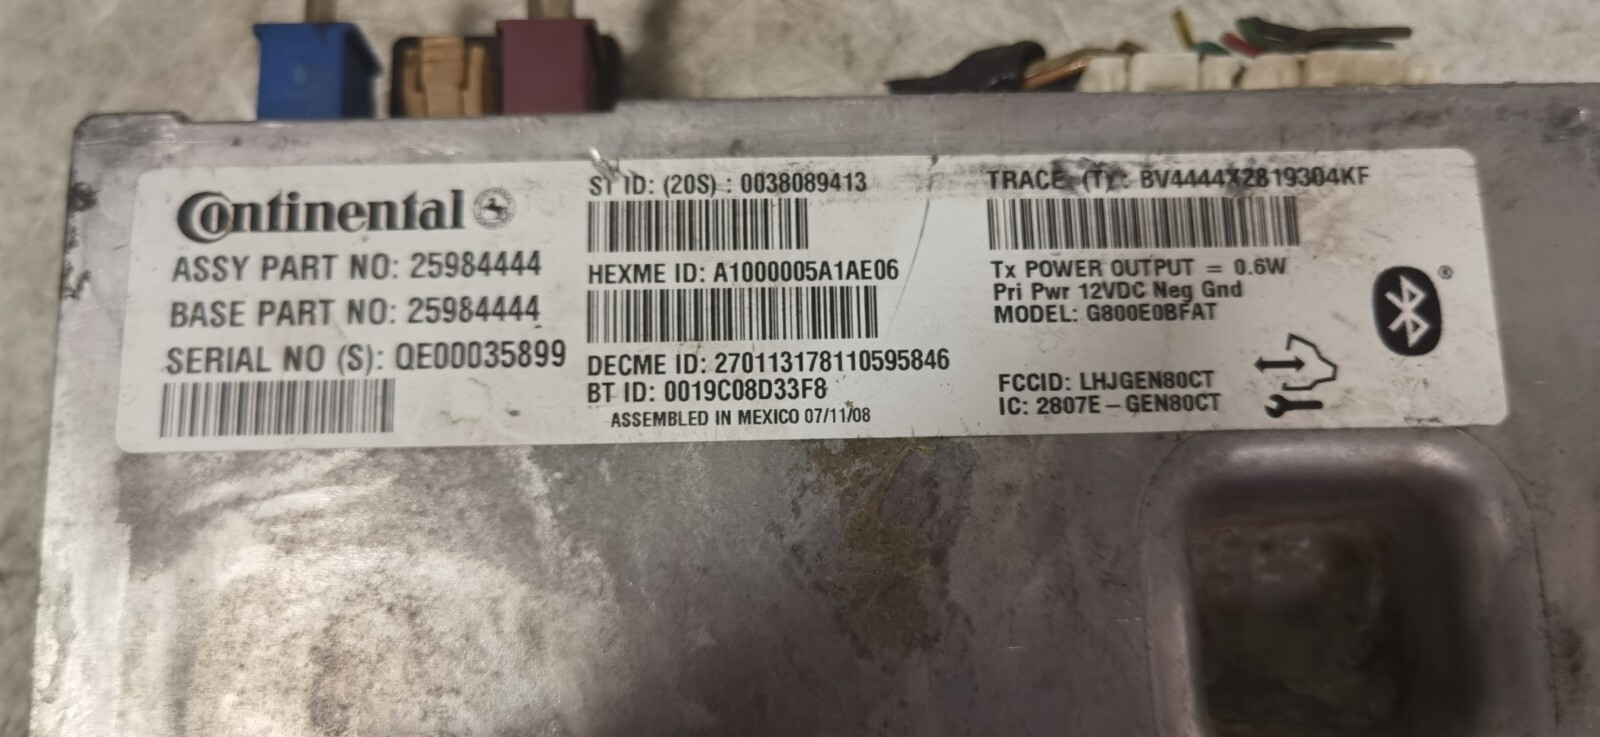 Continental
ASSY PART NO: 25984444
BASE PART NO: 25984444
SERIAL NO (S): QE00035899
ST ID: (20S) : 0038089413
HEXME ID: A1000005A1AE06
DECME ID: 270113178110595846
BT ID: 0019C08D33F8
ASSEMBLED IN MEXICO 07/11/08
TRACE (T): BV4444X2819304KF
Tx POWER OUTPUT = 0.6W
Pri Pwr 12VDC Neg Gnd
MODEL: G800E0BFAT
®
FCCID: LHJGEN80CT
IC: 2807E-GEN80CT